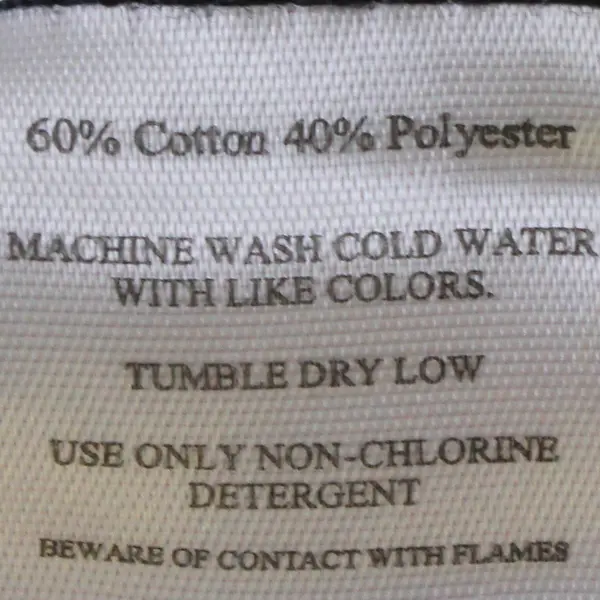 60% Cotton 40% Polyester
MACHINE WASH COLD WATER
WITH LIKE COLORS.
TUMBLE DRY LOW
USE ONLY NON-CHLORINE
DETERGENT
BEWARE OF CONTACT WITH FLAMES